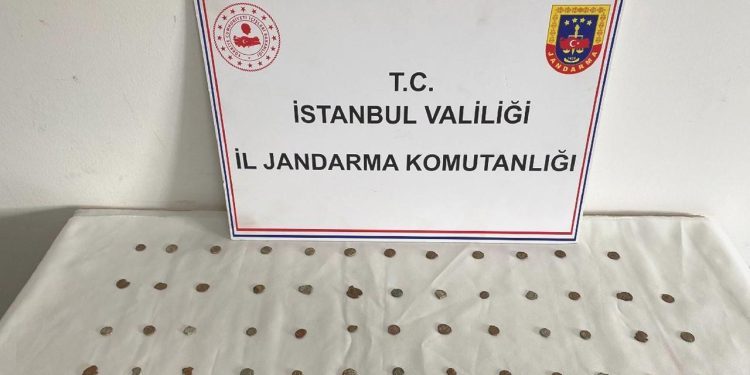 T.C.
İSTANBUL VALİLİĞİ
İL JANDARMA KOMUTANLIĞI
JANDARMA